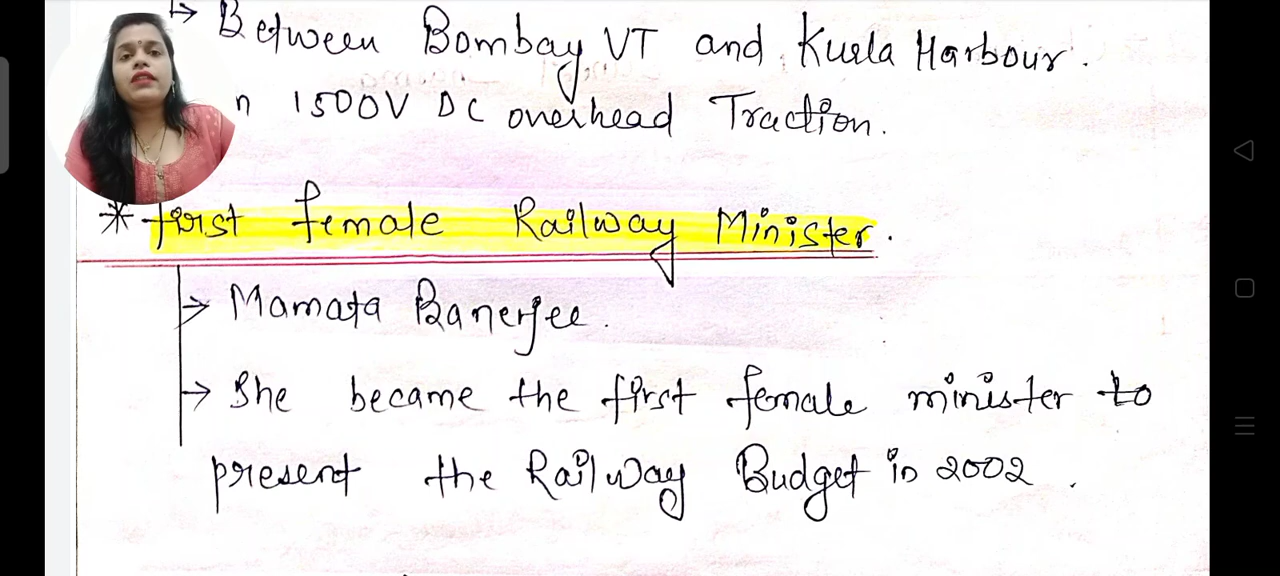 ↳ Between Bombay VT and Kurla Harbour.
n 1500V DC overhead Traction.
* First female Railway Minister.
→ Mamata Banerjee.
→ She became the first female minister to
present the Railway Budget in 2002.